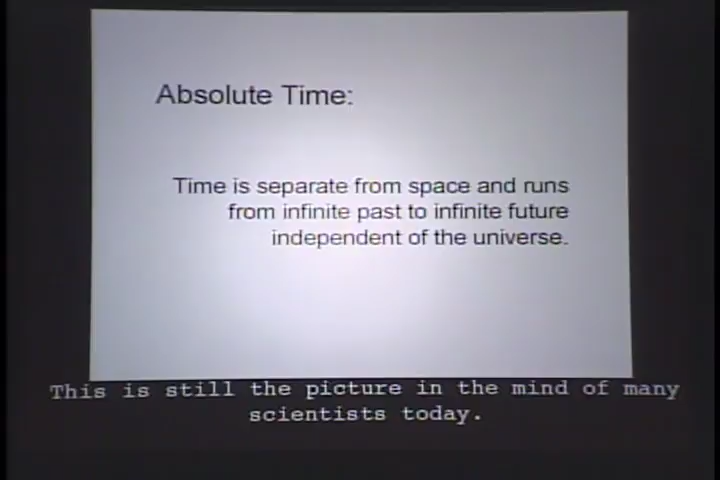 Absolute Time:
Time is separate from space and runs
from infinite past to infinite future
independent of the universe.
This is still the picture in the mind of many
scientists today.